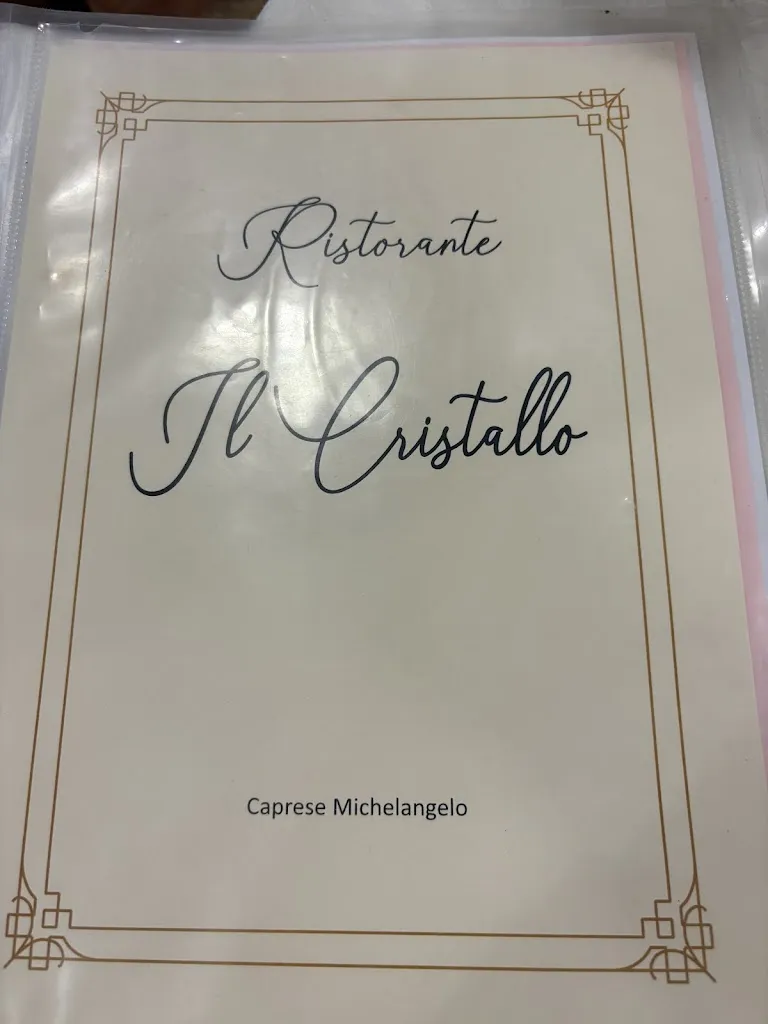 Ristorante
Il Cristallo
Caprese Michelangelo